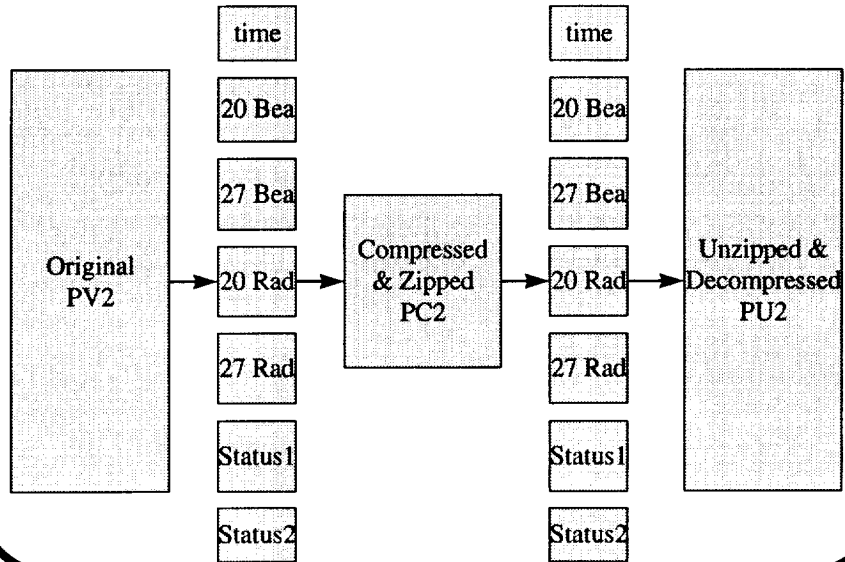 Original
PV2
time
20 Bea
27 Bea
20 Rad
27 Rad
Status1
Status2
Compressed
& Zipped
PC2
time
20 Bea
27 Bea
20 Rad
27 Rad
Status1
Status2
Unzipped &
Decompressed
PU2